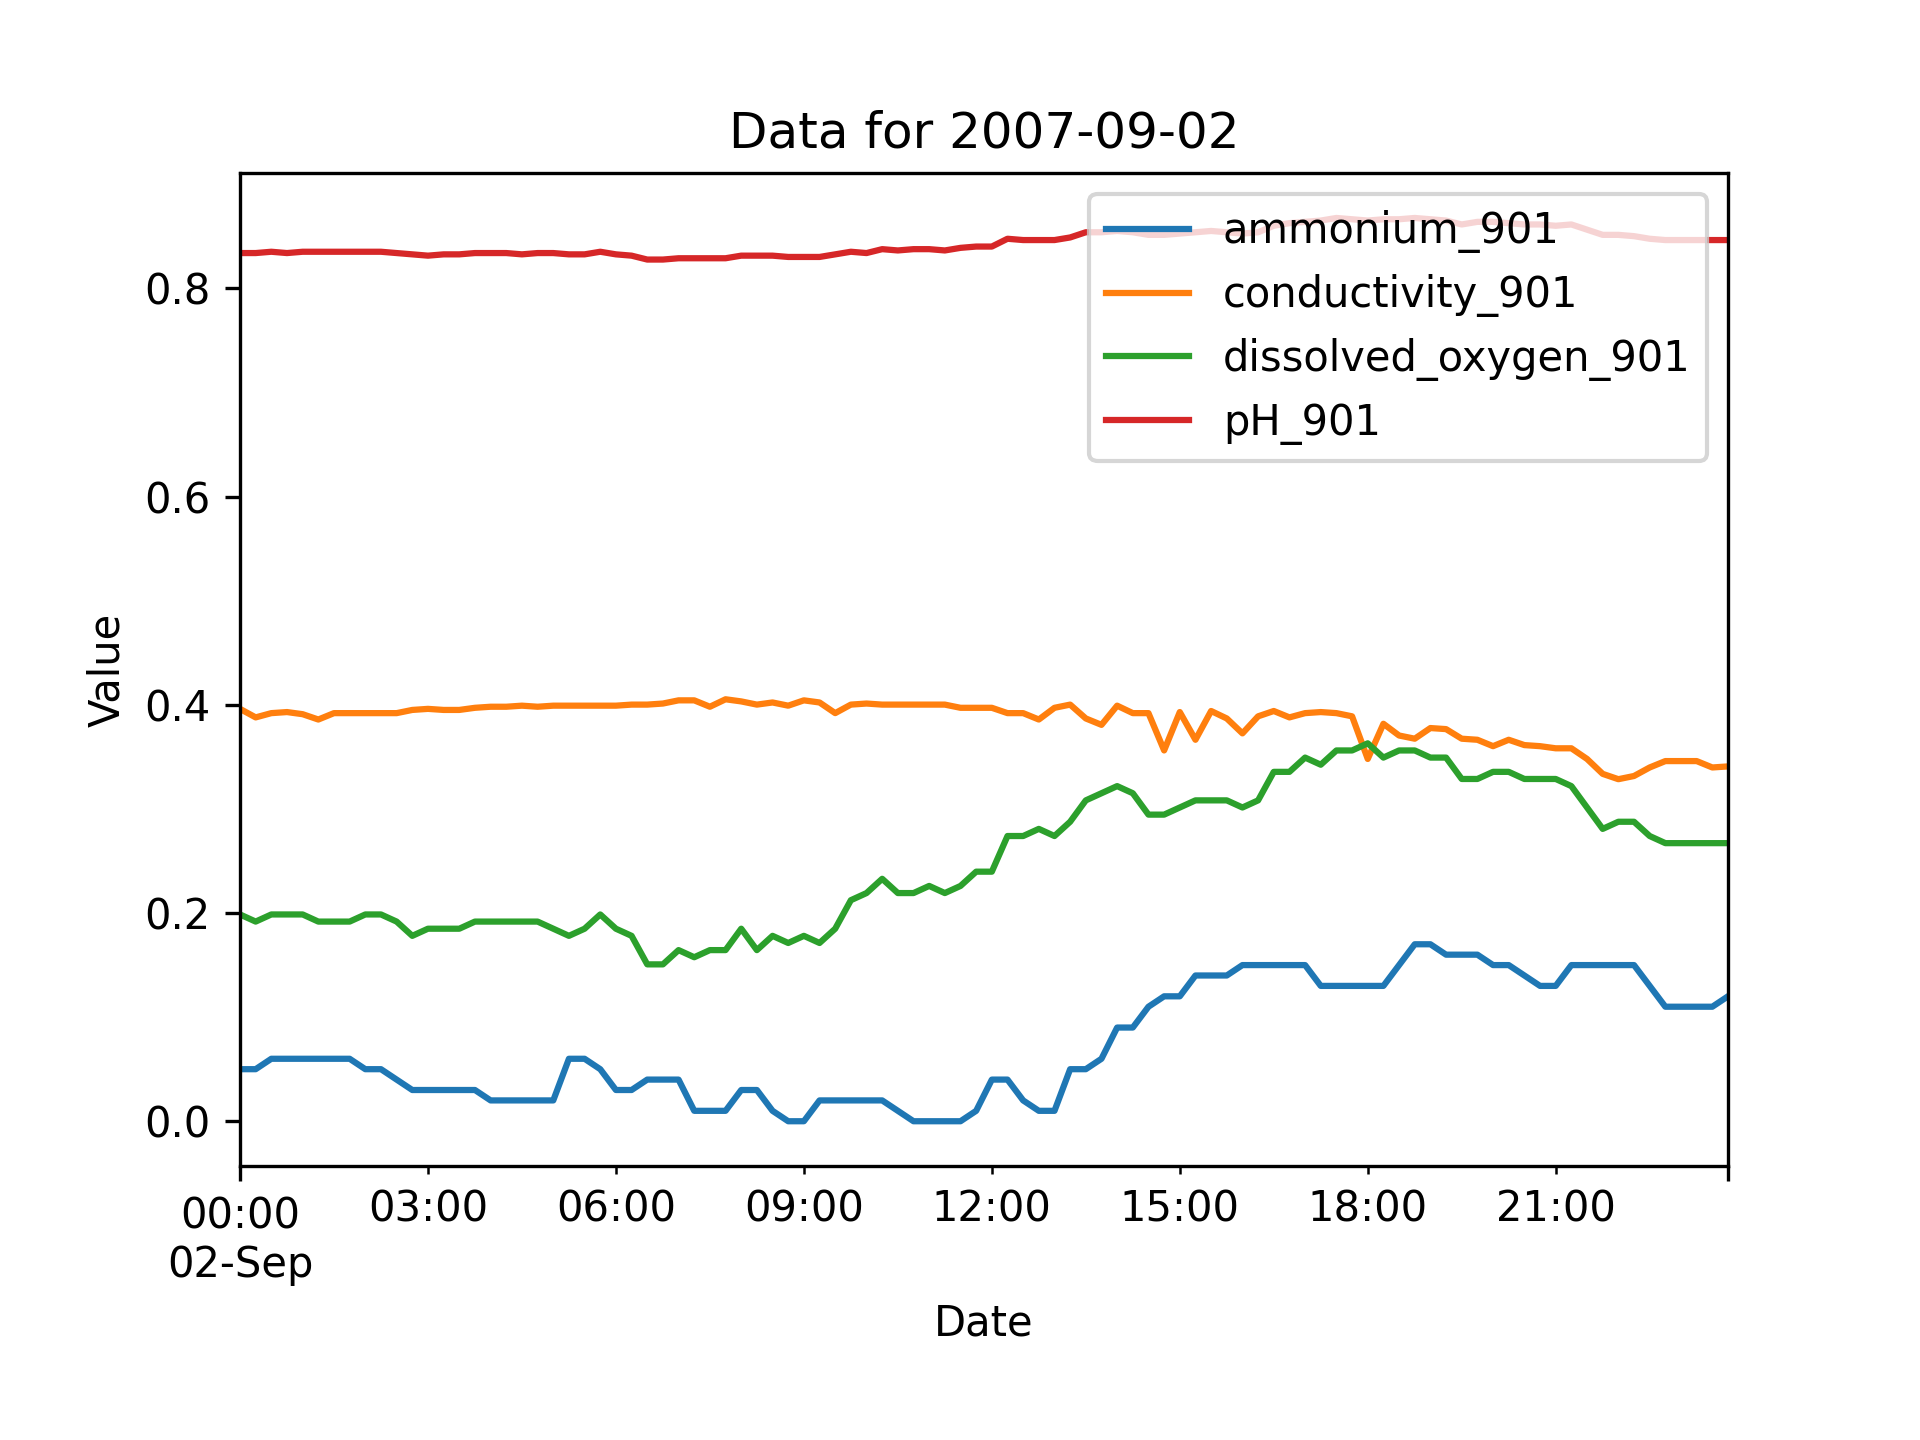 Data for 2007-09-02
ammonium_901
conductivity_901
dissolved_oxygen_901
pH_901
Value
0.8
0.6
0.4
0.2
0.0
00:00 03:00 06:00 09:00 12:00 15:00 18:00 21:00
02-Sep
Date